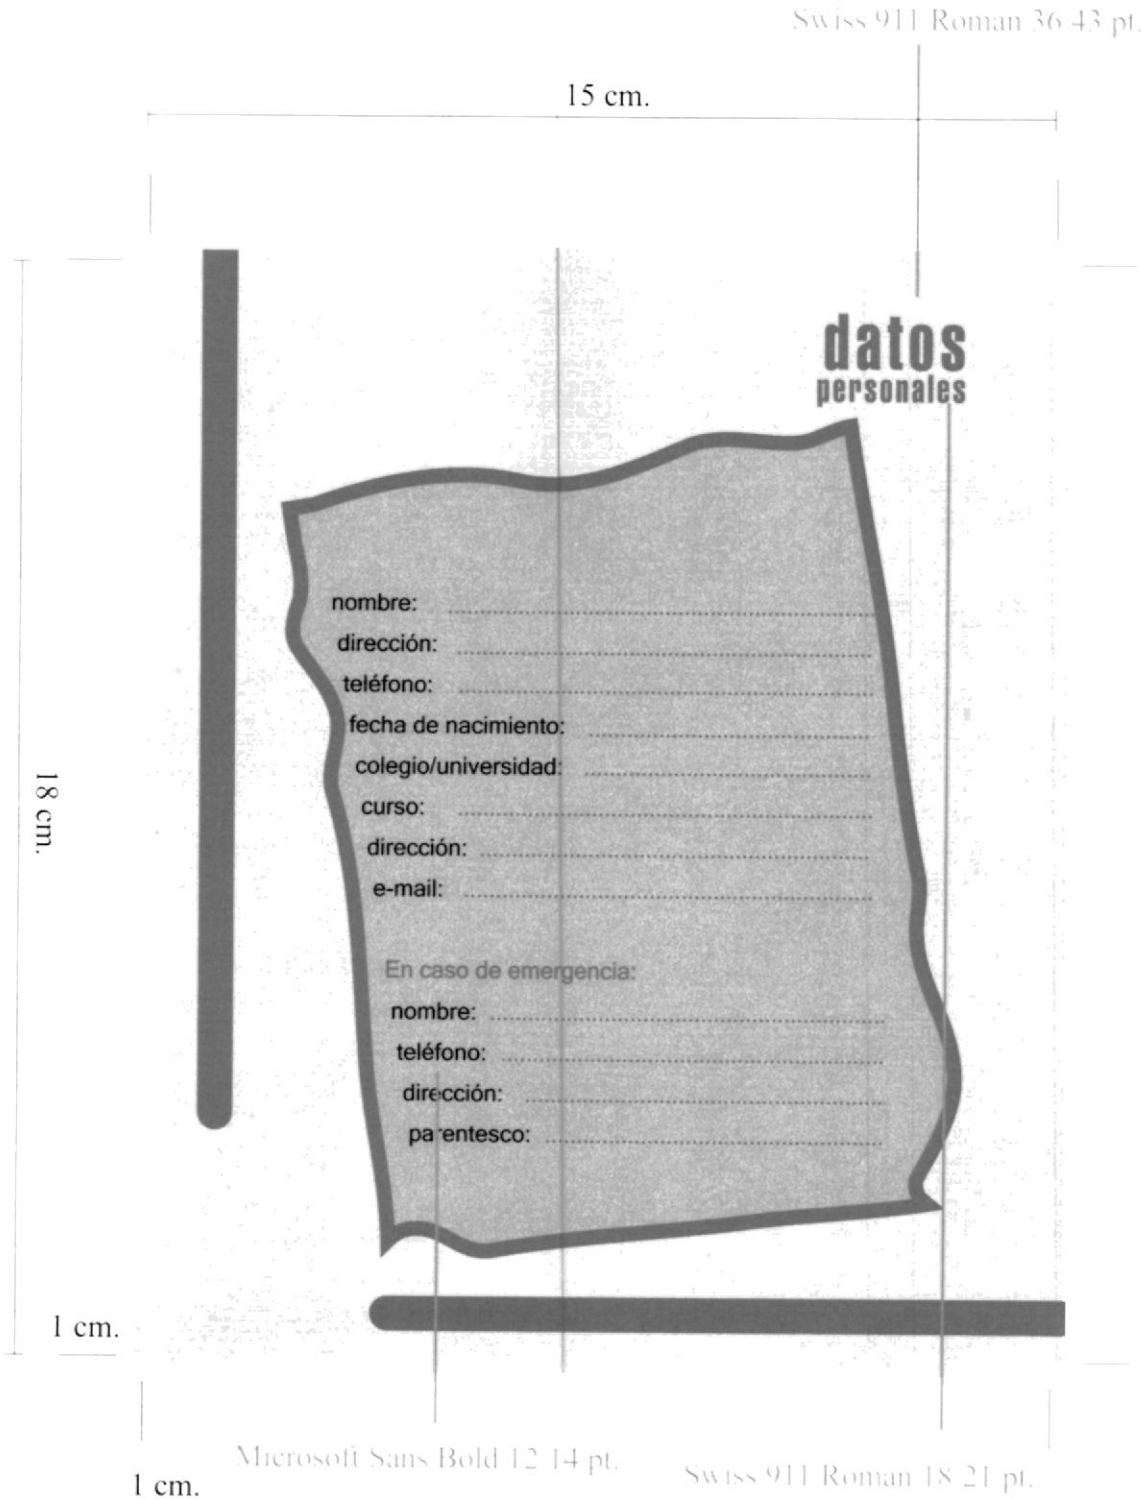 Swiss 911 Roman 36 43 pt.
15 cm.
datos
personales
nombre:
dirección:
teléfono:
fecha de nacimiento:
colegio/universidad:
curso:
dirección:
e-mail:
18 cm.
En caso de emergencia:
nombre:
teléfono:
dirección:
parentesco:
1 cm.
Microsoft Sans Bold 12 14 pt.
Swiss 911 Roman 18 21 pt.
1 cm.